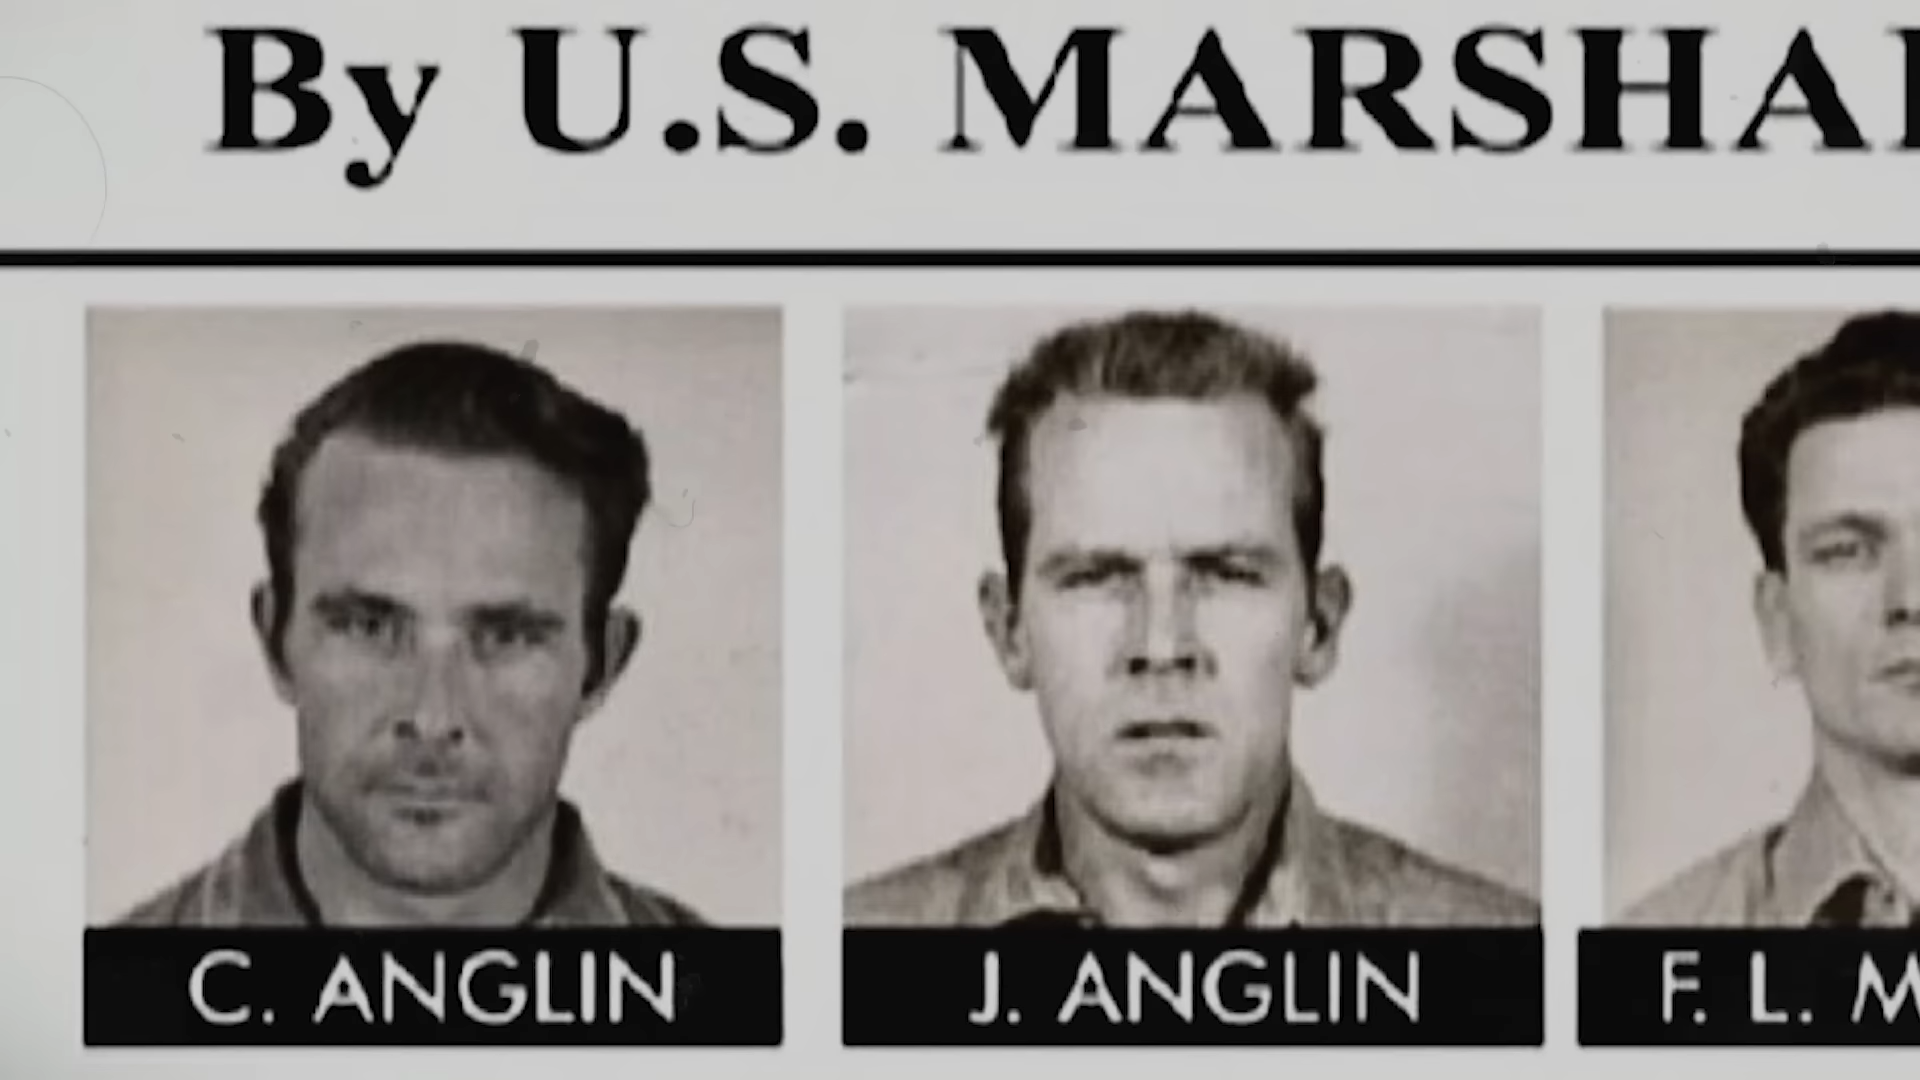 By U.S. MARSHA
C. ANGLIN
J. ANGLIN
F. L. M